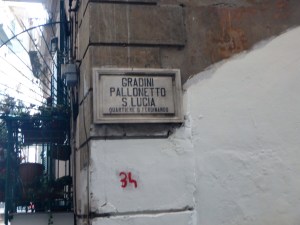 GRADINI
PALLONETTO
S. LUCIA
QUARTIERE S. FERDINANDO
34